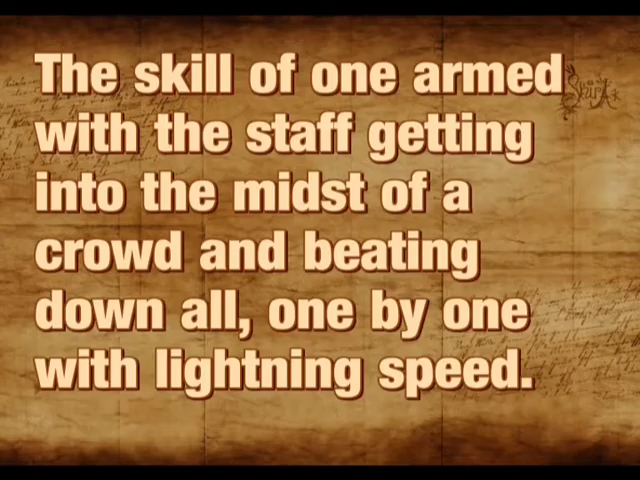 The skill of one armed
with the staff getting
into the midst of a
crowd and beating
down all, one by one
with lightning speed.